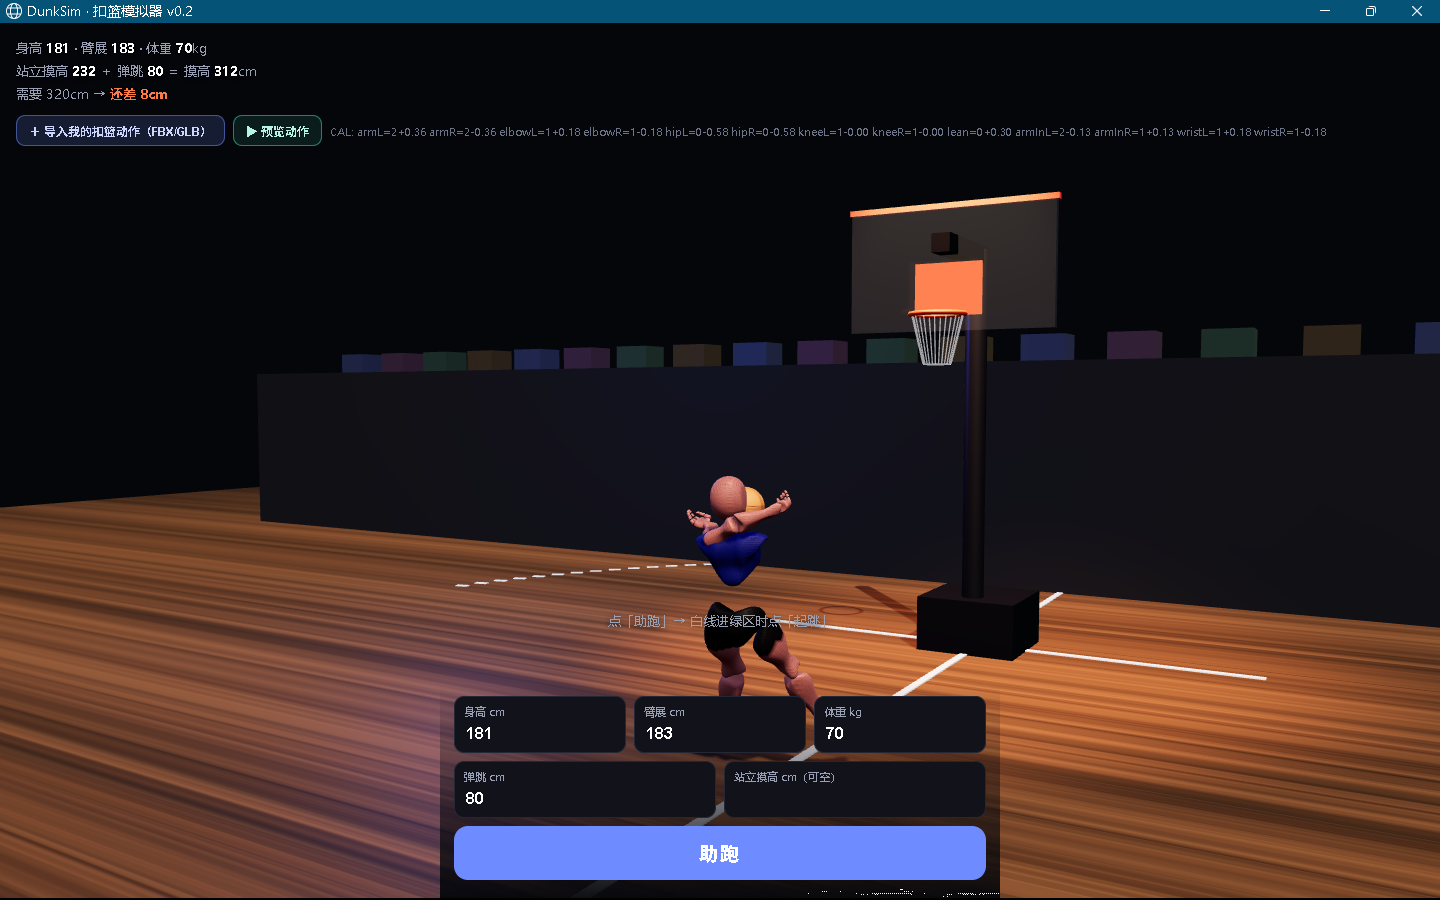 DunkSim · 扣篮模拟器 v0.2
身高 181 · 臂展 183 · 体重 70kg
站立摸高 232 + 弹跳 80 = 摸高 312cm
需要 320cm → 还差 8cm
+ 导入我的扣篮动作（FBX/GLB）
▶ 预览动作
CAL: armL=2+0.36 armR=2-0.36 elbowL=1+0.18 elbowR=1-0.18 hipL=0-0.58 hipR=0-0.58 kneeL=1-0.00 kneeR=1-0.00 lean=0+0.30 armInL=2-0.13 armInR=1+0.13 wristL=1+0.18 wristR=1-0.18
点「助跑」→ 白线进绿区时点「起跳」
身高 cm
181
臂展 cm
183
体重 kg
70
弹跳 cm
80
站立摸高 cm（可空）
助跑